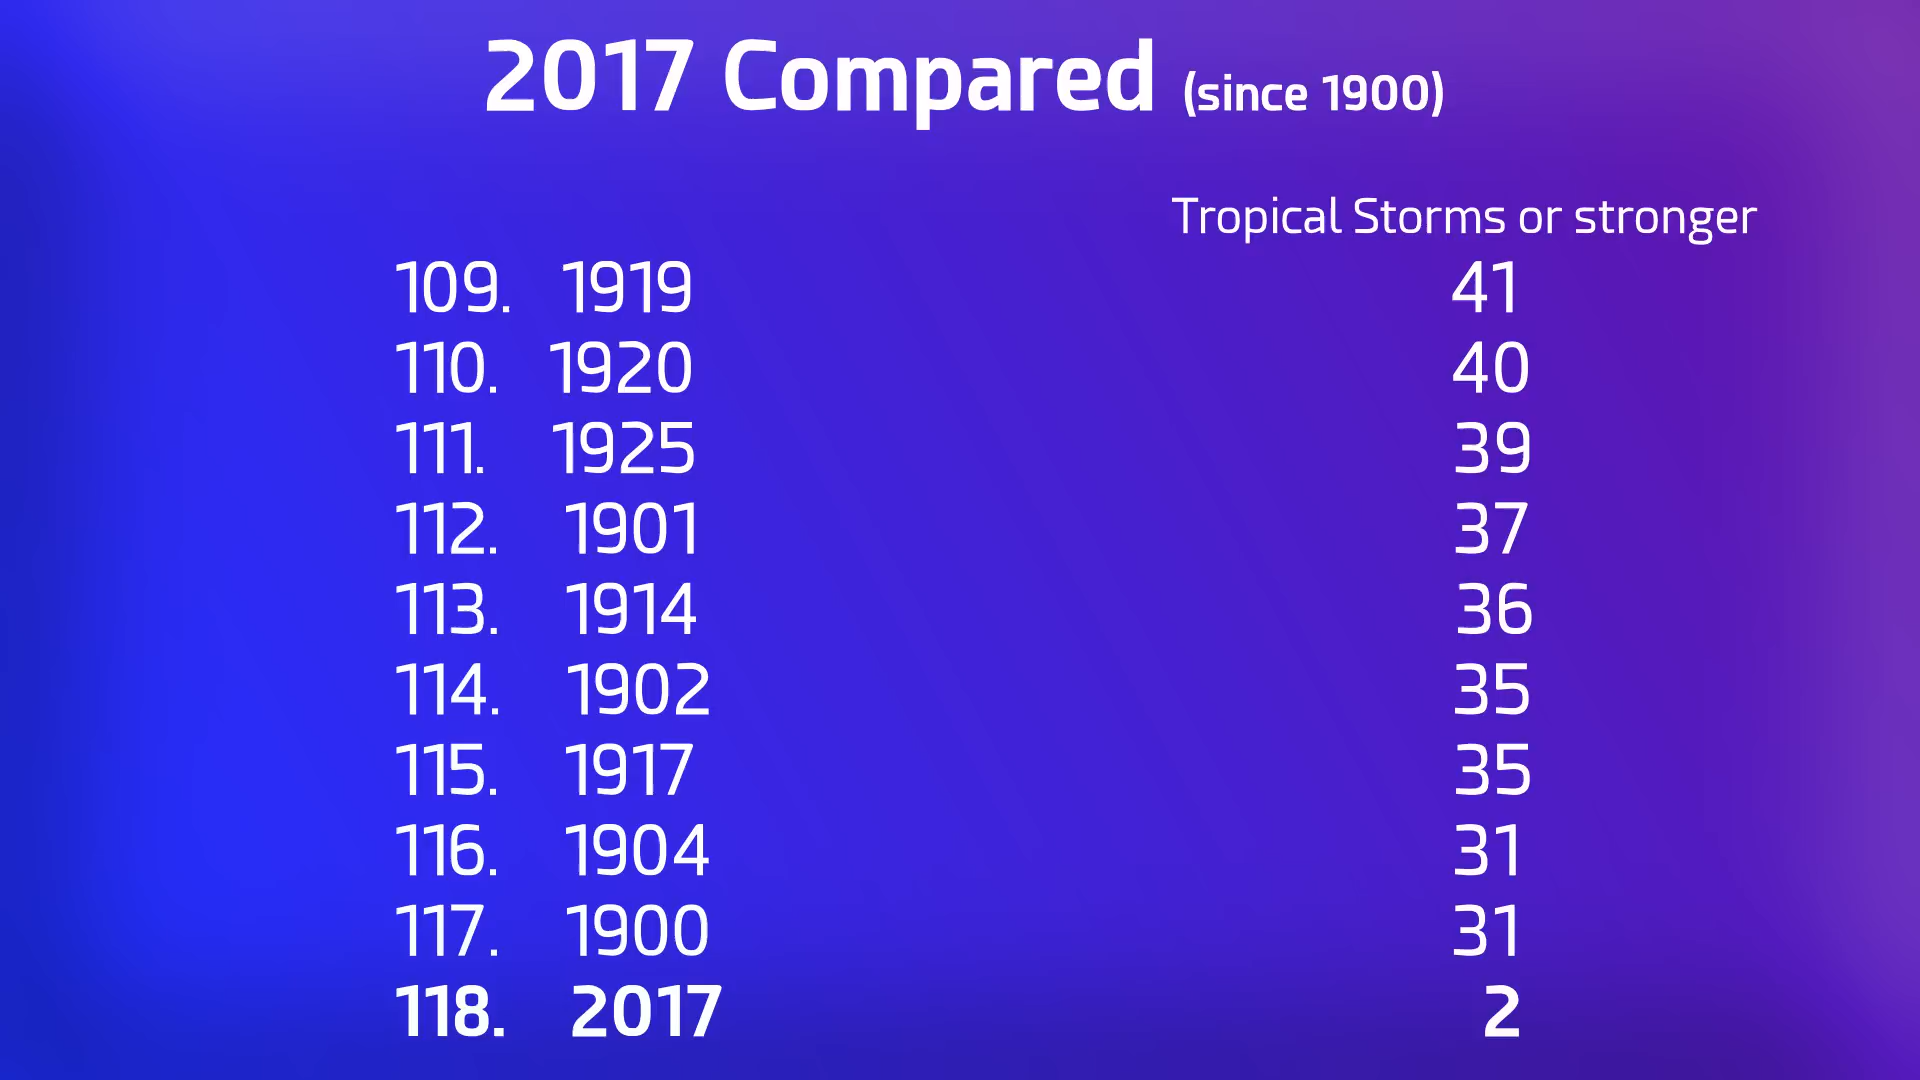 2017 Compared (since 1900)
Tropical Storms or stronger
109. 1919 41
110. 1920 40
111. 1925 39
112. 1901 37
113. 1914 36
114. 1902 35
115. 1917 35
116. 1904 31
117. 1900 31
118. 2017 2